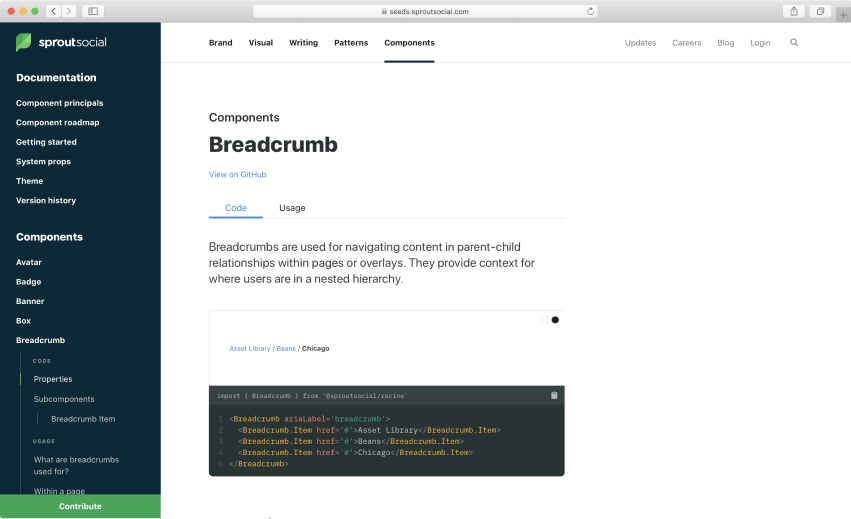 seeds.sproutsocial.com
sproutsocial
Brand Visual Writing Patterns Components
Updates Careers Blog Login
Documentation
Component principals
Component roadmap
Getting started
System props
Theme
Version history
Components
Avatar
Badge
Banner
Box
Breadcrumb
CODE
Properties
Subcomponents
Breadcrumb Item
USAGE
What are breadcrumbs
used for?
Within a page
Contribute
Components
Breadcrumb
View on GitHub
Code Usage
Breadcrumbs are used for navigating content in parent-child
relationships within pages or overlays. They provide context for
where users are in a nested hierarchy.
Asset Library / Beans / Chicago
import { Breadcrumb } from '@sproutsocial/racine'
1 <Breadcrumb ariaLabel='breadcrumb'>
2 <Breadcrumb.Item href='#'>Asset Library</Breadcrumb.Item>
3 <Breadcrumb.Item href='#'>Beans</Breadcrumb.Item>
4 <Breadcrumb.Item href='#'>Chicago</Breadcrumb.Item>
5 </Breadcrumb>